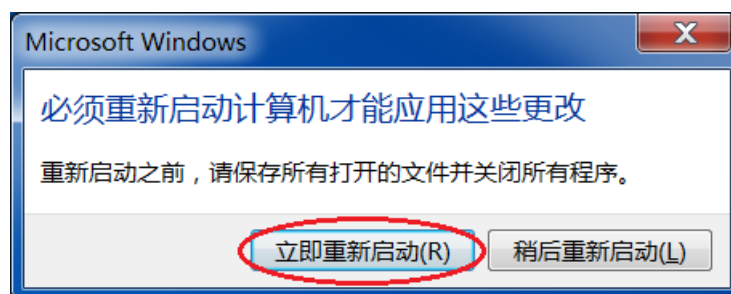 Microsoft Windows
必须重新启动计算机才能应用这些更改
重新启动之前，请保存所有打开的文件并关闭所有程序。
立即重新启动(R) 稍后重新启动(L)